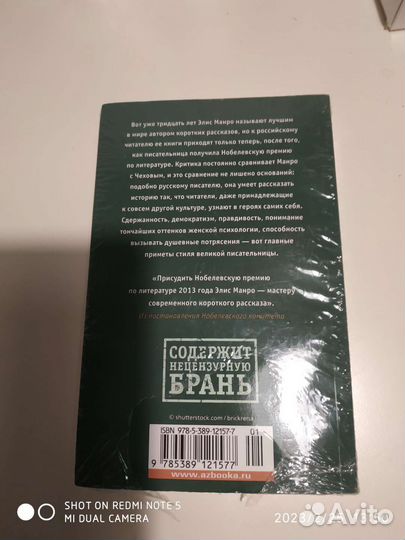 Вот уже тридцать лет Элис Манро называют лучшим
в мире автором коротких рассказов, но к российскому
читателю ее книги приходят только теперь, после того,
как писательница получила Нобелевскую премию
по литературе. Критика постоянно сравнивает Манро
с Чеховым, и это сравнение не лишено оснований:
подобно русскому писателю, она умеет рассказать
историю так, что читатели, даже принадлежащие
к совсем другой культуре, узнают в героях самих себя.
Сдержанность, демократизм, правдивость, понимание
тончайших оттенков женской психологии, способность
вызывать душевные потрясения — вот главные
приметы стиля великой писательницы.
«Присудить Нобелевскую премию
по литературе 2013 года Элис Манро — мастеру
современного короткого рассказа».
Из постановления Нобелевского комитета
СОДЕРЖИТ
НЕЦЕНЗУРНУЮ
БРАНЬ
© shutterstock.com / brickrena
ISBN 978-5-389-12157-7
01
9 785389 121577
www.azbooka.ru
SHOT ON REDMI NOTE 5
MI DUAL CAMERA
Avito